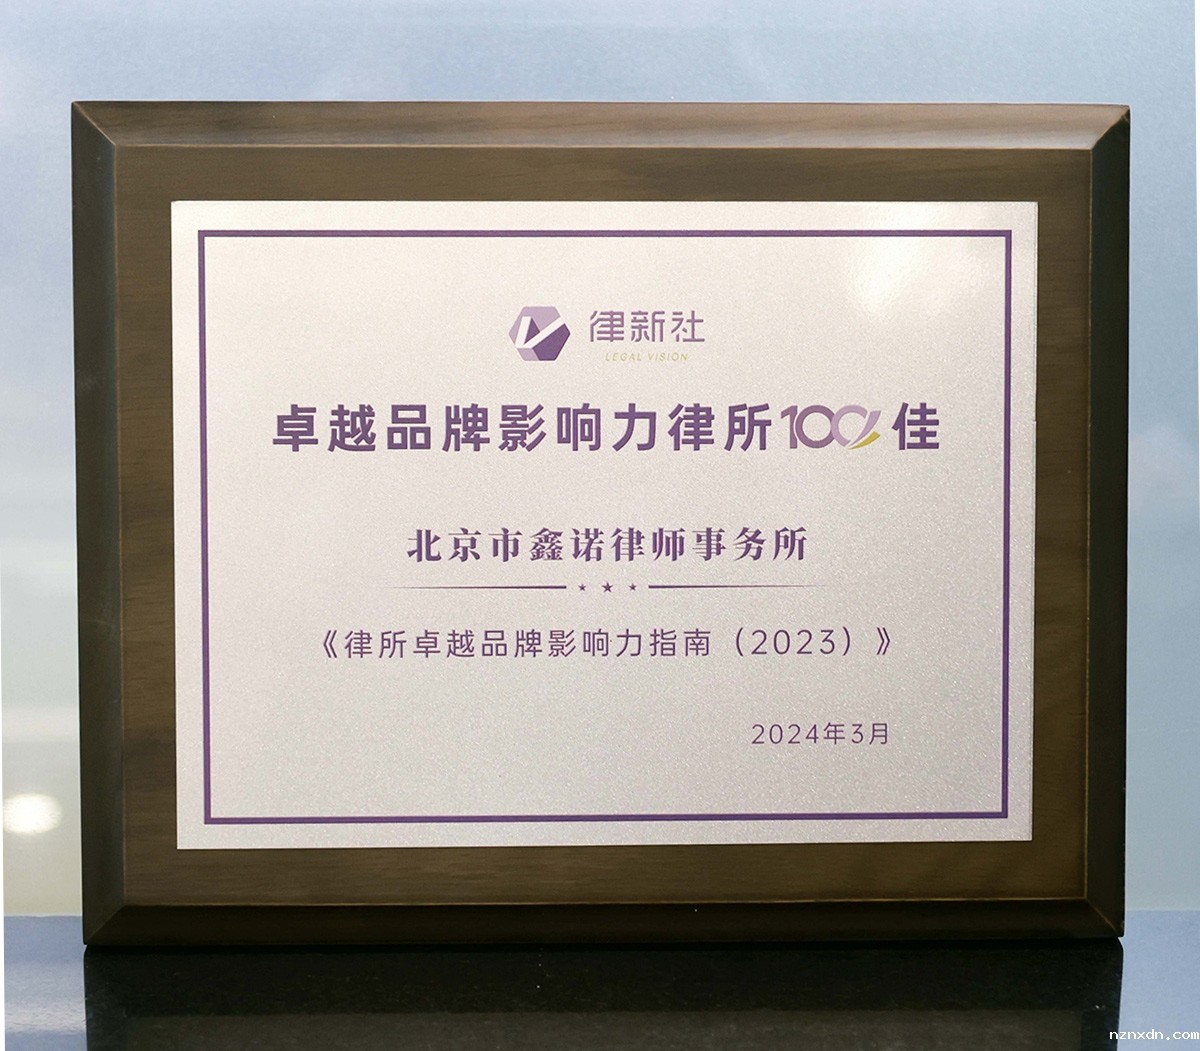 律新社
LEGAL VISION
卓越品牌影响力律所100佳
北京市鑫诺律师事务所
《律所卓越品牌影响力指南（2023）》
2024年3月
nznxdn.com